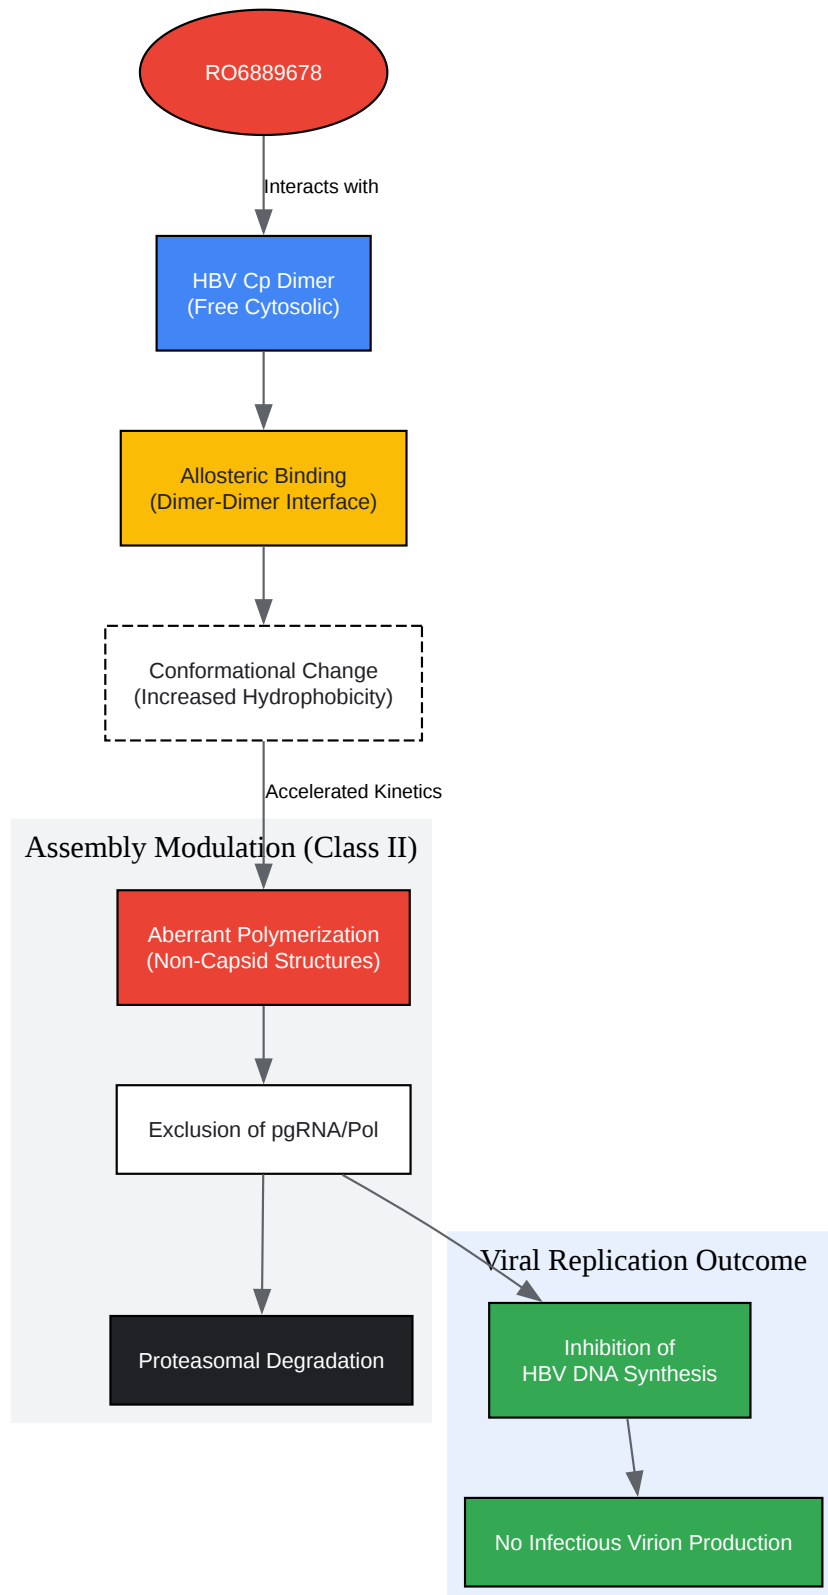 RO6889678
Interacts with
HBV Cp Dimer
(Free Cytosolic)
Allosteric Binding
(Dimer-Dimer Interface)
Conformational Change
(Increased Hydrophobicity)
Accelerated Kinetics
Assembly Modulation (Class II)
Aberrant Polymerization
(Non-Capsid Structures)
Exclusion of pgRNA/Pol
Proteasomal Degradation
Viral Replication Outcome
Inhibition of
HBV DNA Synthesis
No Infectious Virion Production